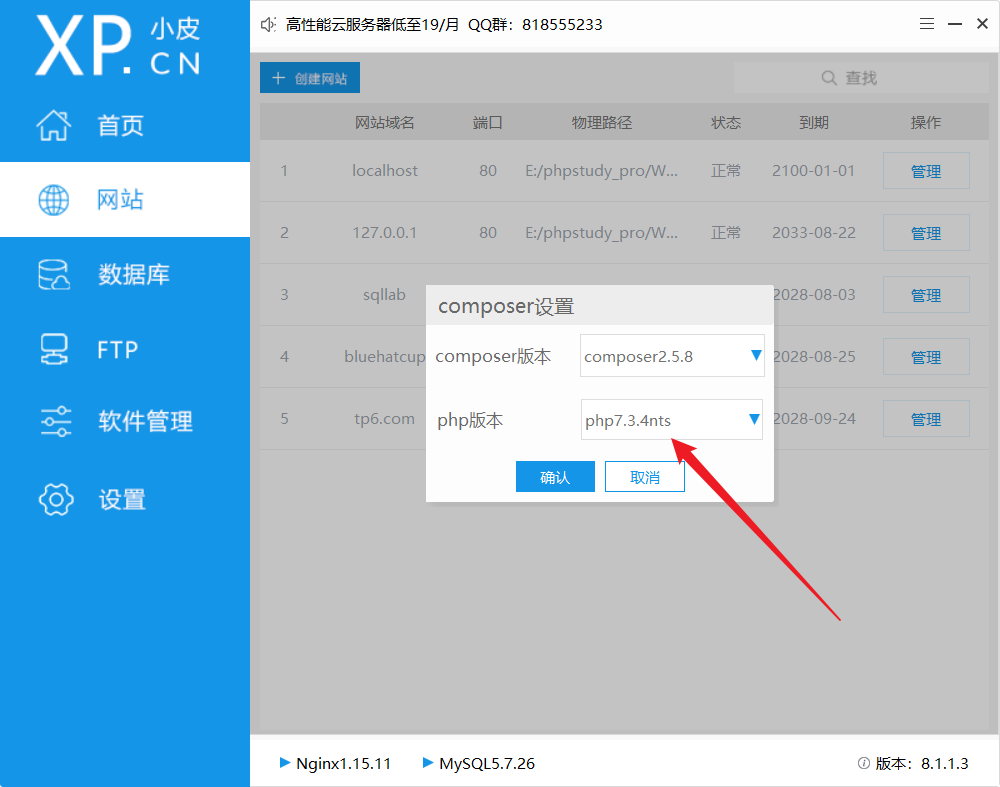 XP.CN 小皮
高性能云服务器低至19/月 QQ群：818555233
首页
网站
数据库
FTP
软件管理
设置
创建网站
查找
网站域名 端口 物理路径 状态 到期 操作
1 localhost 80 E:/phpstudy_pro/W... 正常 2100-01-01 管理
2 127.0.0.1 80 E:/phpstudy_pro/W... 正常 2033-08-22 管理
3 sqllab 2028-08-03 管理
4 bluehatcup 2028-08-25 管理
5 tp6.com 2028-09-24 管理
composer设置
composer版本 composer2.5.8
php版本 php7.3.4nts
确认 取消
Nginx1.15.11 MySQL5.7.26 版本：8.1.1.3